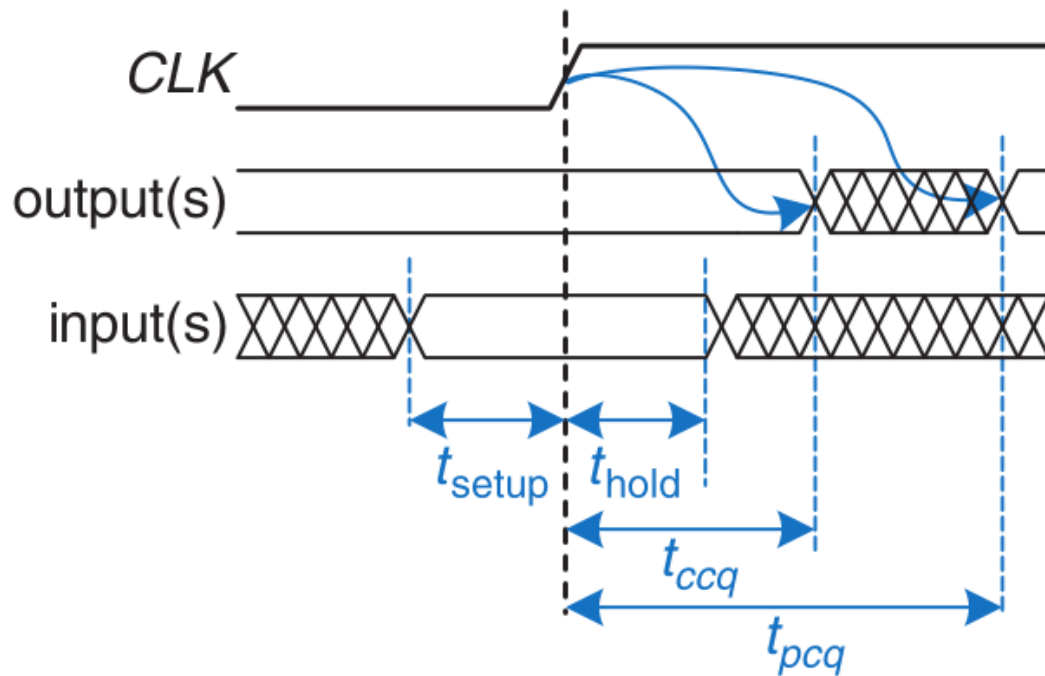 CLK
output(s)
input(s)
tsetup
thold
tccq
tpcq